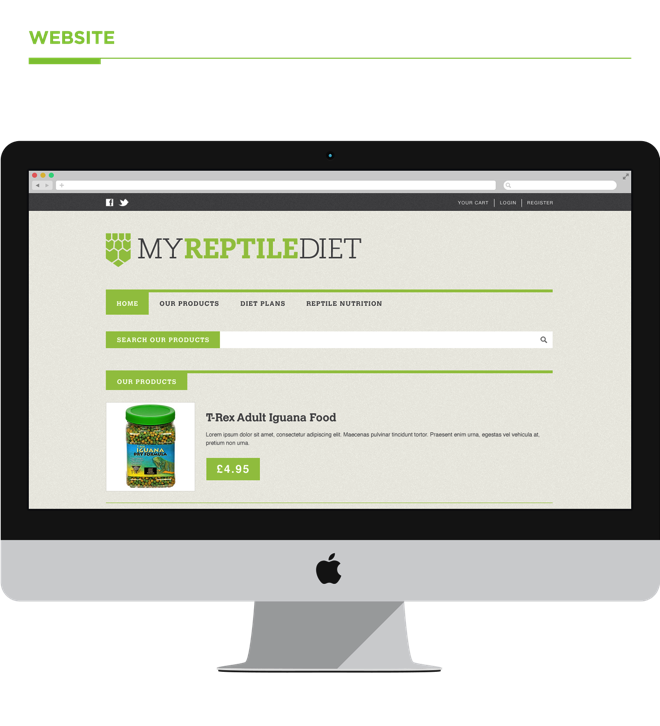 WEBSITE
YOUR CART LOGIN REGISTER
MYREPTILEDIET
HOME OUR PRODUCTS DIET PLANS REPTILE NUTRITION
SEARCH OUR PRODUCTS
OUR PRODUCTS
T-Rex Adult Iguana Food
Lorem ipsum dolor sit amet, consectetur adipiscing elit. Maecenas pulvinar tincidunt tortor. Praesent enim urna, egestas vel vehicula at,
pretium non urna.
IGUANA
DRY FORMULA
£4.95